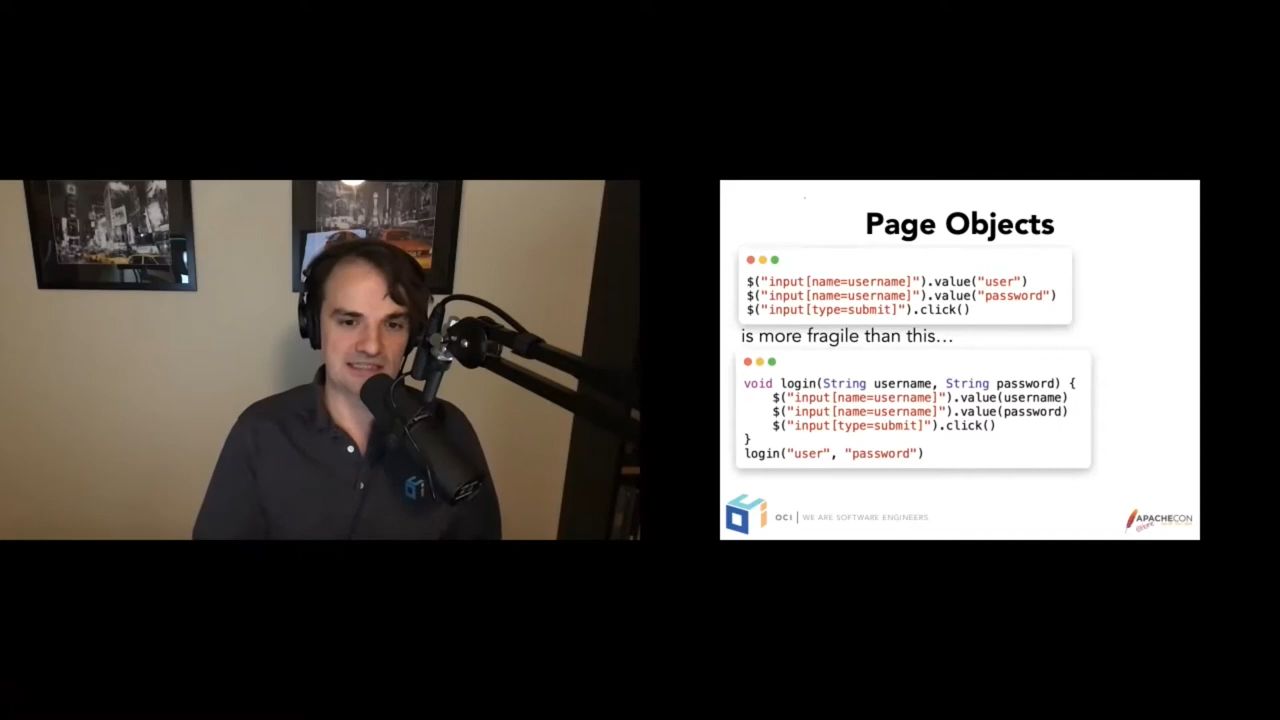 Page Objects
$("input[name=username]").value("user")
$("input[name=username]").value("password")
$("input[type=submit]").click()
is more fragile than this…
void login(String username, String password) {
$("input[name=username]").value(username)
$("input[name=username]").value(password)
$("input[type=submit]").click()
}
login("user", "password")
OCI | WE ARE SOFTWARE ENGINEERS
APACHECON
@Home